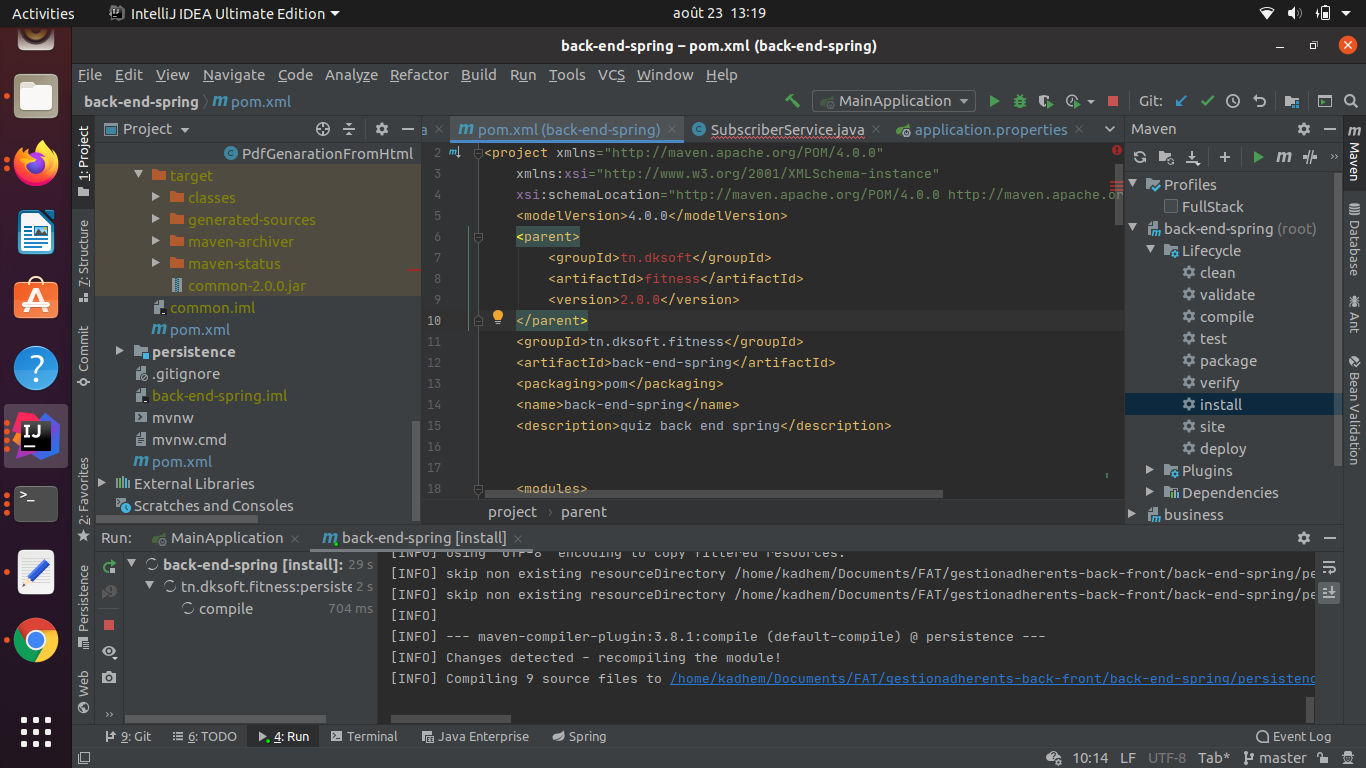 Activities
IntelliJ IDEA Ultimate Edition
août 23 13:19
back-end-spring – pom.xml (back-end-spring)
File Edit View Navigate Code Analyze Refactor Build Run Tools VCS Window Help
back-end-spring
pom.xml
MainApplication
Git:
1: Project
7: Structure
Commit
2: Favorites
Persistence
Web
Project
PdfGenarationFromHtml
target
classes
generated-sources
maven-archiver
maven-status
common-2.0.0.jar
common.iml
pom.xml
persistence
.gitignore
back-end-spring.iml
mvnw
mvnw.cmd
pom.xml
External Libraries
Scratches and Consoles
a
pom.xml (back-end-spring)
SubscriberService.java
application.properties
2 <project xmlns="http://maven.apache.org/POM/4.0.0"
3 xmlns:xsi="http://www.w3.org/2001/XMLSchema-instance"
4 xsi:schemaLocation="http://maven.apache.org/POM/4.0.0 http://maven.apache.or
5 <modelVersion>4.0.0</modelVersion>
6 <parent>
7 <groupId>tn.dksoft</groupId>
8 <artifactId>fitness</artifactId>
9 <version>2.0.0</version>
10 </parent>
11 <groupId>tn.dksoft.fitness</groupId>
12 <artifactId>back-end-spring</artifactId>
13 <packaging>pom</packaging>
14 <name>back-end-spring</name>
15 <description>quiz back end spring</description>
16
17
18 <modules>
project
parent
Maven
Profiles
FullStack
back-end-spring (root)
Lifecycle
clean
validate
compile
test
package
verify
install
site
deploy
Plugins
Dependencies
business
Maven
Database
Ant
Bean Validation
Run:
MainApplication
back-end-spring [install]
back-end-spring [install]: 29 s
tn.dksoft.fitness:persiste 2 s
compile 704 ms
[INFO] Using 'UTF-8' encoding to copy filtered resources.
[INFO] skip non existing resourceDirectory /home/kadhem/Documents/FAT/gestionadherents-back-front/back-end-spring/pe
[INFO] skip non existing resourceDirectory /home/kadhem/Documents/FAT/gestionadherents-back-front/back-end-spring/pe
[INFO]
[INFO] --- maven-compiler-plugin:3.8.1:compile (default-compile) @ persistence ---
[INFO] Changes detected - recompiling the module!
[INFO] Compiling 9 source files to /home/kadhem/Documents/FAT/gestionadherents-back-front/back-end-spring/persistenc
9: Git
6: TODO
4: Run
Terminal
Java Enterprise
Spring
Event Log
10:14 LF UTF-8 Tab* master